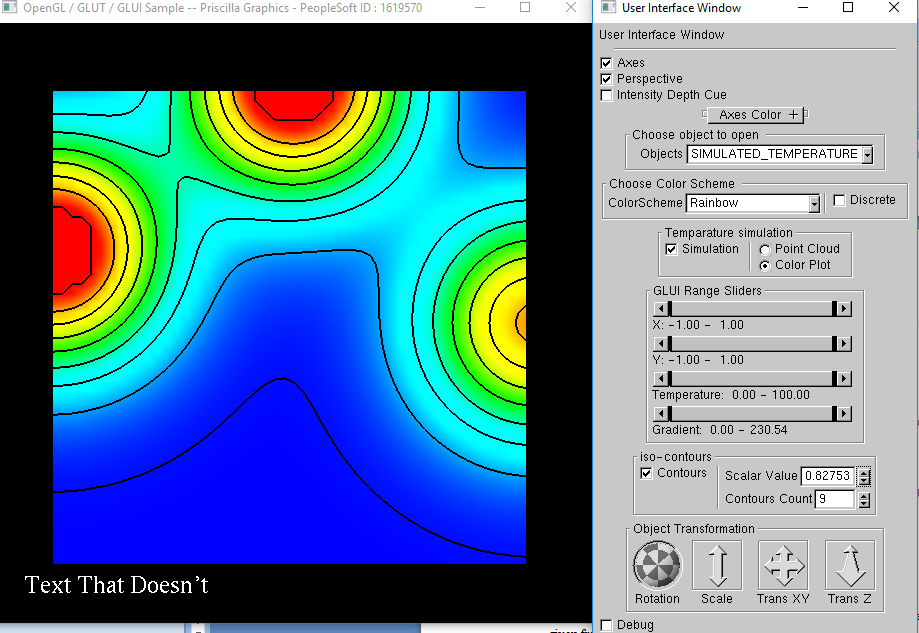 OpenGL / GLUT / GLUI Sample -- Priscilla Graphics - PeopleSoft ID : 1619570
Text That Doesn't
User Interface Window
User Interface Window
Axes
Perspective
Intensity Depth Cue
Axes Color +
Choose object to open
Objects SIMULATED_TEMPERATURE
Choose Color Scheme
ColorScheme Rainbow Discrete
Temparature simulation
Simulation Point Cloud
Color Plot
GLUI Range Sliders
X: -1.00 - 1.00
Y: -1.00 - 1.00
Temperature: 0.00 - 100.00
Gradient: 0.00 - 230.54
iso-contours
Contours Scalar Value 0.82753
Contours Count 9
Object Transformation
Rotation Scale Trans XY Trans Z
Debug